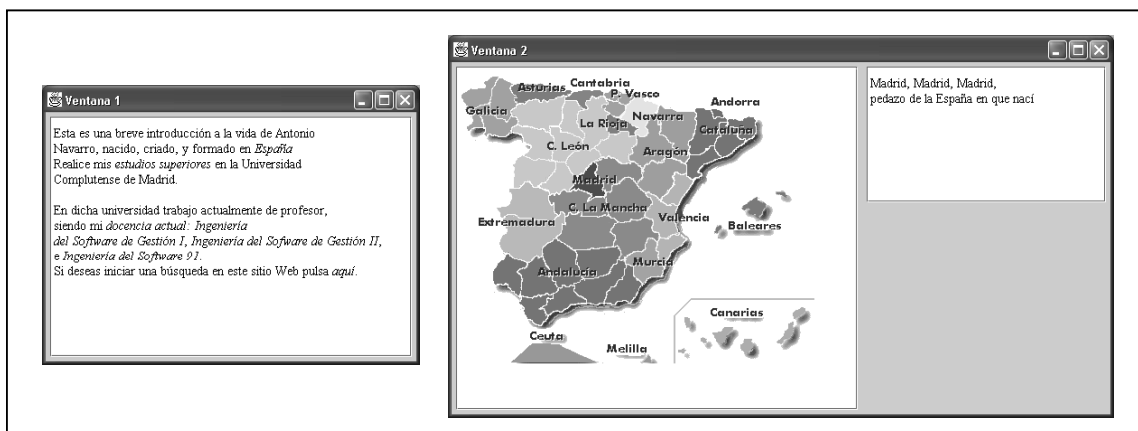 Ventana 1
Esta es una breve introducción a la vida de Antonio
Navarro, nacido, criado, y formado en España
Realice mis estudios superiores en la Universidad
Complutense de Madrid.
En dicha universidad trabajo actualmente de profesor,
siendo mi docencia actual: Ingeniería
del Software de Gestión I, Ingeniería del Sofware de Gestión II,
e Ingeniería del Software 91.
Si deseas iniciar una búsqueda en este sitio Web pulsa aquí.
Ventana 2
Cantabria
Asturias
P. Vasco
Andorra
Galicia
Navarra
La Rioja
Cataluña
C. León
Aragón
Madrid
C. La Mancha
Valencia
Extremadura
Baleares
Murcia
Andalucía
Canarias
Ceuta
Melilla
Madrid, Madrid, Madrid,
pedazo de la España en que nací